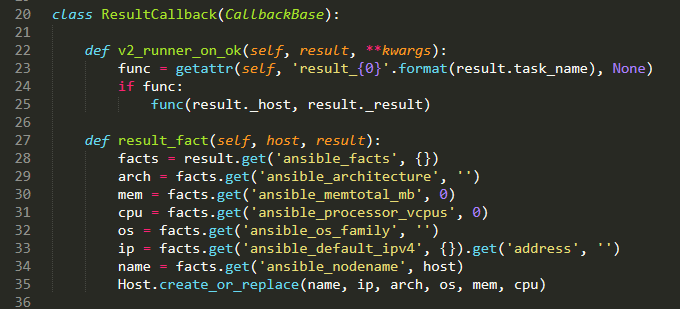 20 class ResultCallback(CallbackBase):
21
22     def v2_runner_on_ok(self, result, **kwargs):
23         func = getattr(self, 'result_{0}'.format(result.task_name), None)
24         if func:
25             func(result._host, result._result)
26
27     def result_fact(self, host, result):
28         facts = result.get('ansible_facts', {})
29         arch = facts.get('ansible_architecture', '')
30         mem = facts.get('ansible_memtotal_mb', 0)
31         cpu = facts.get('ansible_processor_vcpus', 0)
32         os = facts.get('ansible_os_family', '')
33         ip = facts.get('ansible_default_ipv4', {}).get('address', '')
34         name = facts.get('ansible_nodename', host)
35         Host.create_or_replace(name, ip, arch, os, mem, cpu)
36